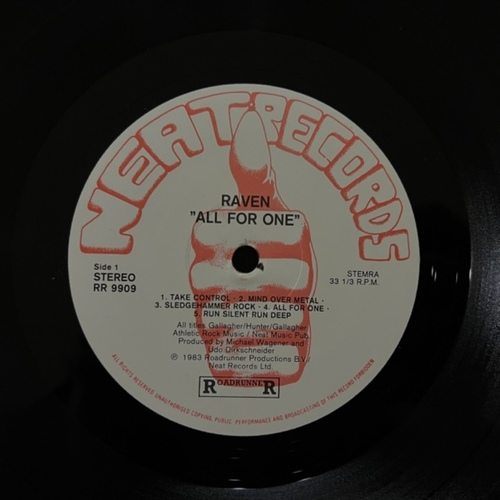 NEAT RECORDS
RAVEN
"ALL FOR ONE"
Side 1
STEREO
RR 9909
STEMRA
33 1/3 R.P.M.
1. TAKE CONTROL · 2. MIND OVER METAL ·
3. SLEDGEHAMMER ROCK · 4. ALL FOR ONE ·
5. RUN SILENT RUN DEEP
All titles Gallagher/Hunter/Gallagher
Athletic Rock Music / Neat Music Pub.
Produced by Michael Wagener and
Udo Dirkschneider
℗ 1983 Roadrunner Productions B.V./
Neat Records Ltd.
ROADRUNNER
ALL RIGHTS RESERVED. UNAUTHORISED COPYING, PUBLIC PERFORMANCE AND BROADCASTING OF THIS RECORD FORBIDDEN